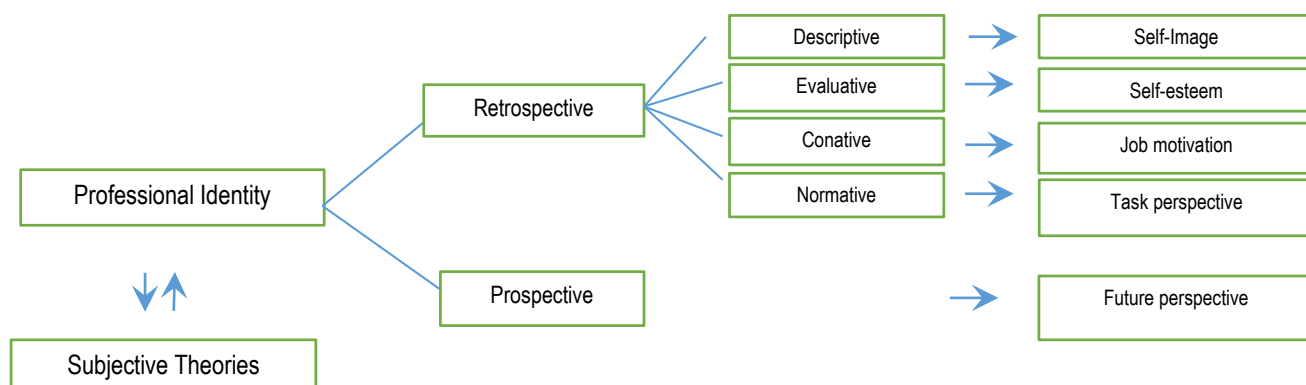 Descriptive
Self-Image
Retrospective
Evaluative
Self-esteem
Conative
Job motivation
Professional Identity
Normative
Task perspective
Prospective
Future perspective
Subjective Theories